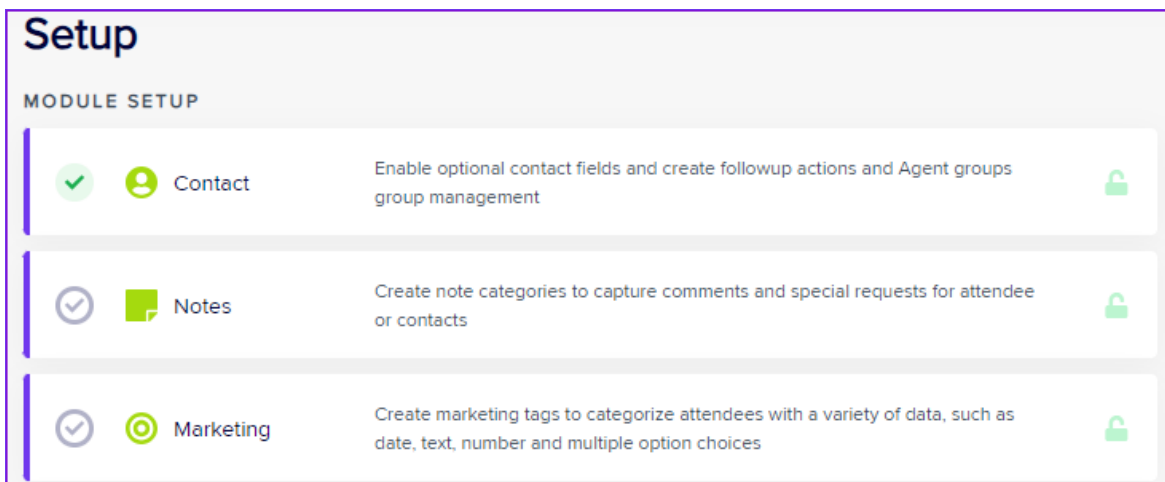 Setup
MODULE SETUP
Contact
Enable optional contact fields and create followup actions and Agent groups
group management
Notes
Create note categories to capture comments and special requests for attendee
or contacts
Marketing
Create marketing tags to categorize attendees with a variety of data, such as
date, text, number and multiple option choices